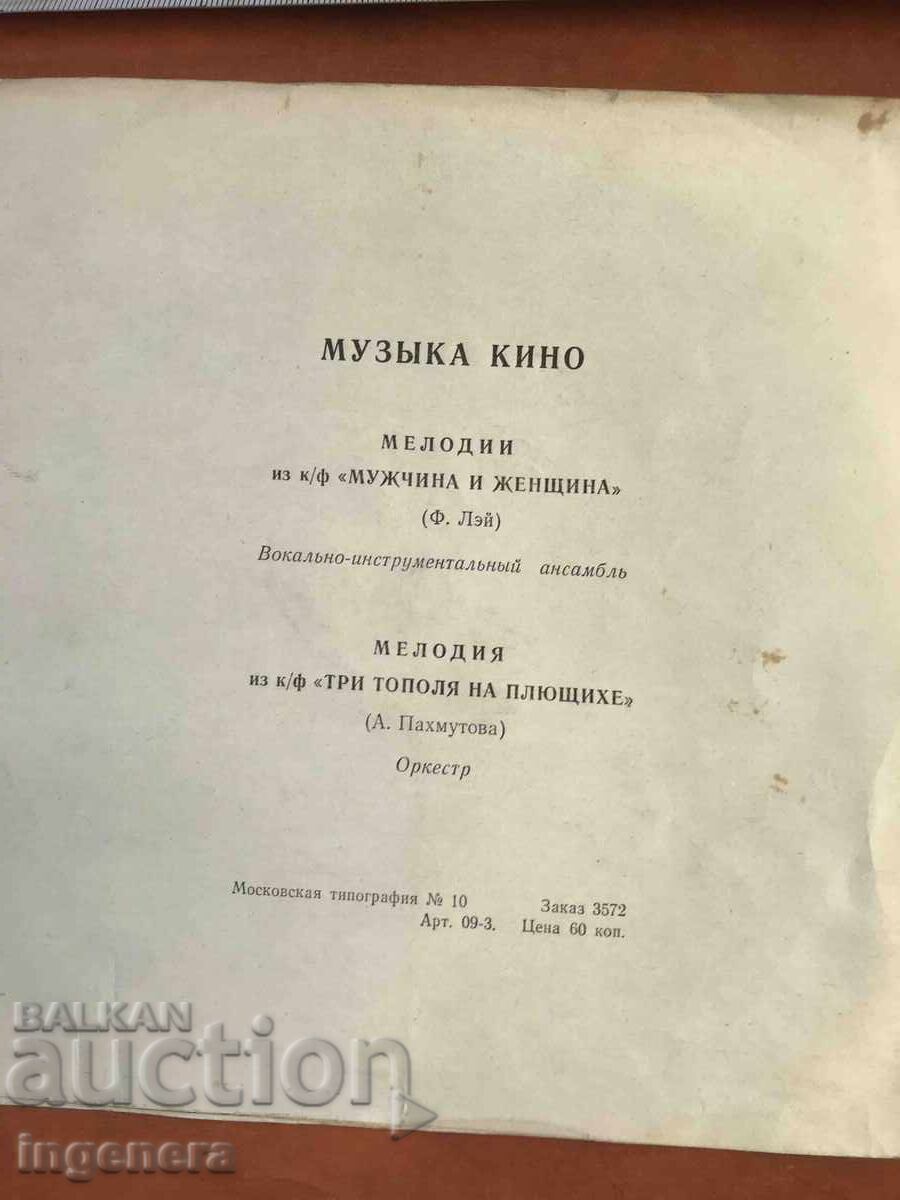 МУЗЫКА КИНО
МЕЛОДИИ
из к/ф «МУЖЧИНА И ЖЕНЩИНА»
(Ф. Лэй)
Вокально-инструментальный ансамбль
МЕЛОДИЯ
из к/ф «ТРИ ТОПОЛЯ НА ПЛЮЩИХЕ»
(А. Пахмутова)
Оркестр
Московская типография № 10 Заказ 3572
Арт. 09-3. Цена 60 коп.
BALKAN
auction
ingenera